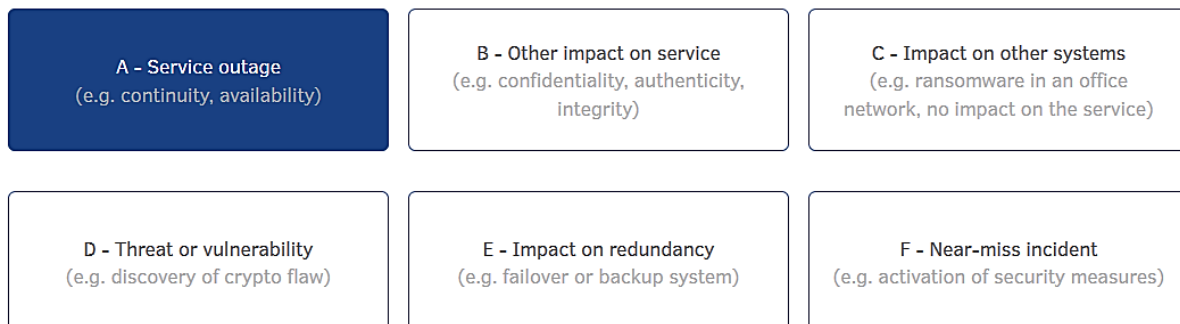 A - Service outage
(e.g. continuity, availability)
B - Other impact on service
(e.g. confidentiality, authenticity,
integrity)
C - Impact on other systems
(e.g. ransomware in an office
network, no impact on the service)
D - Threat or vulnerability
(e.g. discovery of crypto flaw)
E - Impact on redundancy
(e.g. failover or backup system)
F - Near-miss incident
(e.g. activation of security measures)